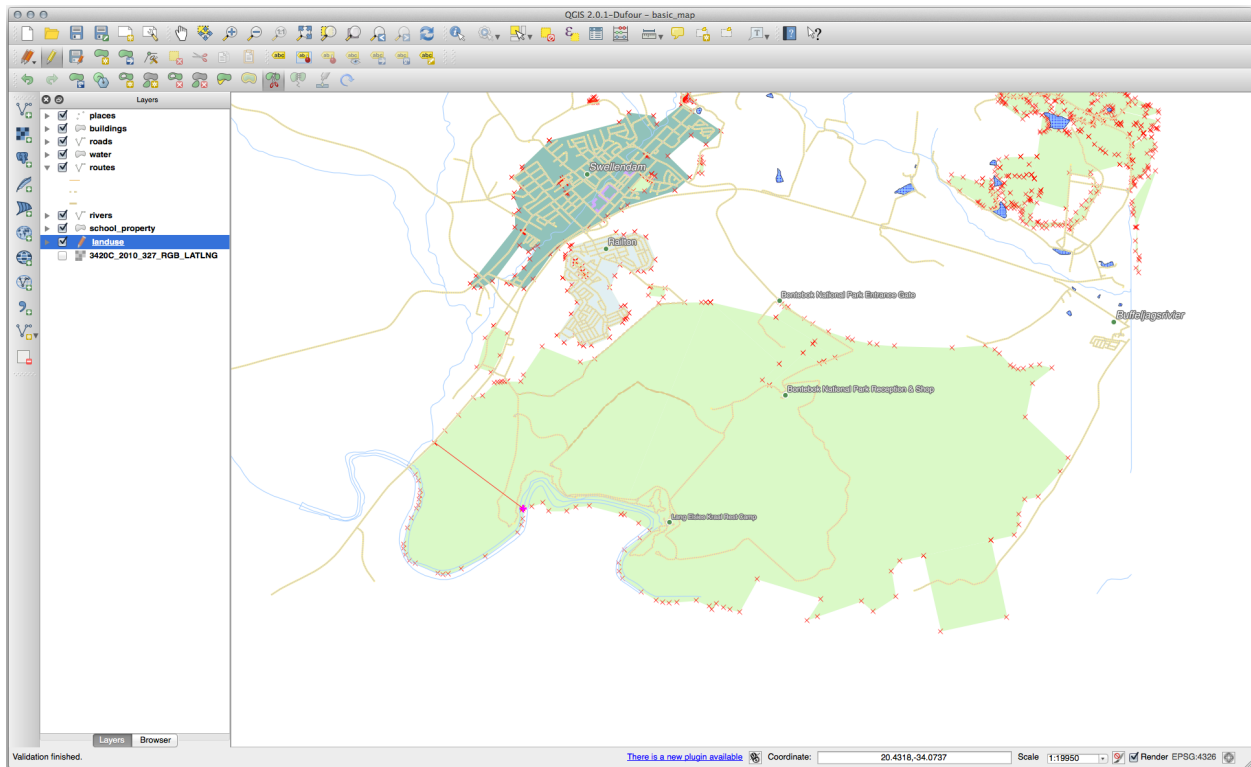 QGIS 2.0.1-Dufour - basic_map
Layers
places
buildings
roads
water
routes
rivers
school_property
landuse
3420C_2010_327_RGB_LATLNG
Swellendam
Railton
Bontebok National Park Entrance Gate
Buffeljagsrivier
Bontebok National Park Reception & Shop
Lang Elsies Kraal Rest Camp
Layers Browser
Validation finished. There is a new plugin available Coordinate: 20.4318,-34.0737 Scale 1:19950 Render EPSG:4326